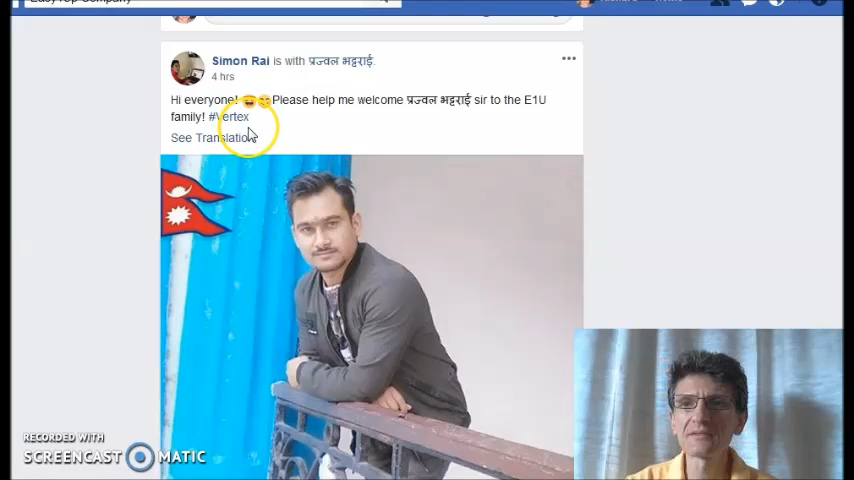 Simon Rai is with प्रज्वल भट्टराई.
4 hrs
Hi everyone! 😀😋Please help me welcome प्रज्वल भट्टराई sir to the E1U
family! #Vertex
See Translation
RECORDED WITH
SCREENCAST MATIC